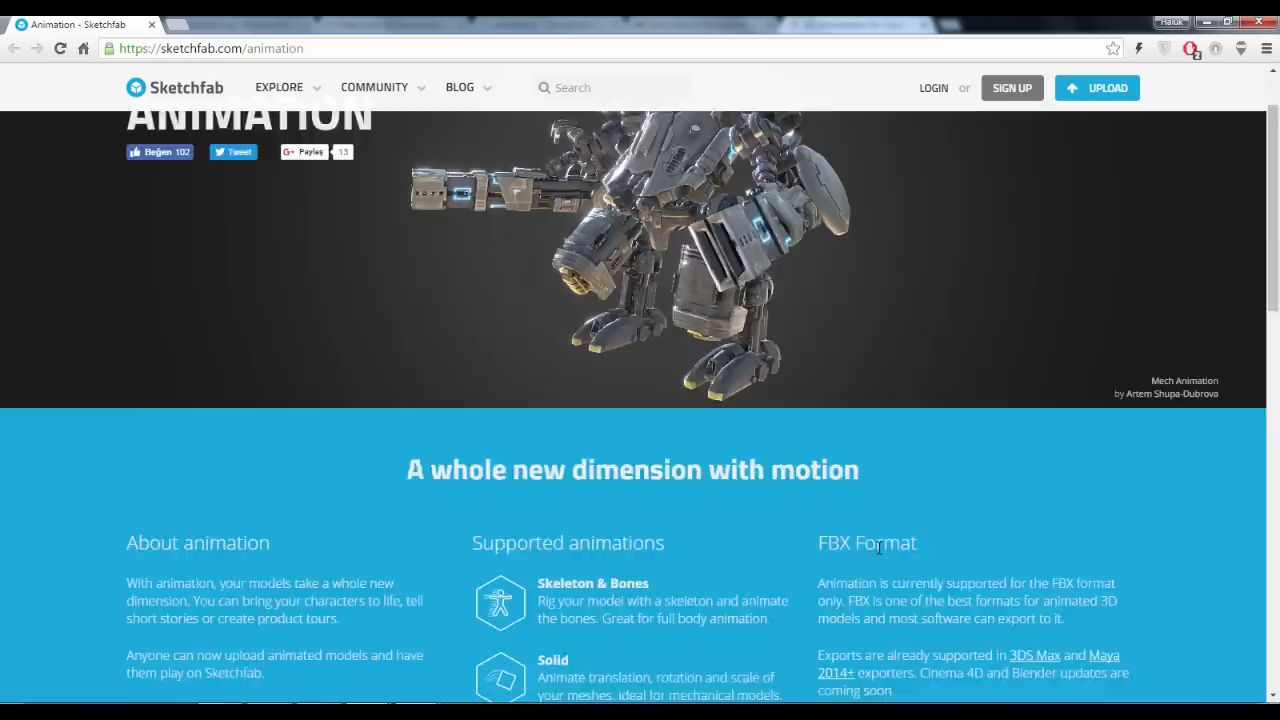 Animation - Sketchfab
Haluk
https://sketchfab.com/animation
2
Sketchfab
EXPLORE
COMMUNITY
BLOG
Search
LOGIN or SIGN UP
UPLOAD
ANIMATION
Beğen 102
Tweet
G+ Paylaş 13
Mech Animation
by Artem Shupa-Dubrova
A whole new dimension with motion
About animation
With animation, your models take a whole new
dimension. You can bring your characters to life, tell
short stories or create product tours.
Anyone can now upload animated models and have
them play on Sketchfab.
Supported animations
Skeleton & Bones
Rig your model with a skeleton and animate
the bones. Great for full body animation.
Solid
Animate translation, rotation and scale of
your meshes. Ideal for mechanical models.
FBX Format
Animation is currently supported for the FBX format
only. FBX is one of the best formats for animated 3D
models and most software can export to it.
Exports are already supported in 3DS Max and Maya
2014+ exporters. Cinema 4D and Blender updates are
coming soon.